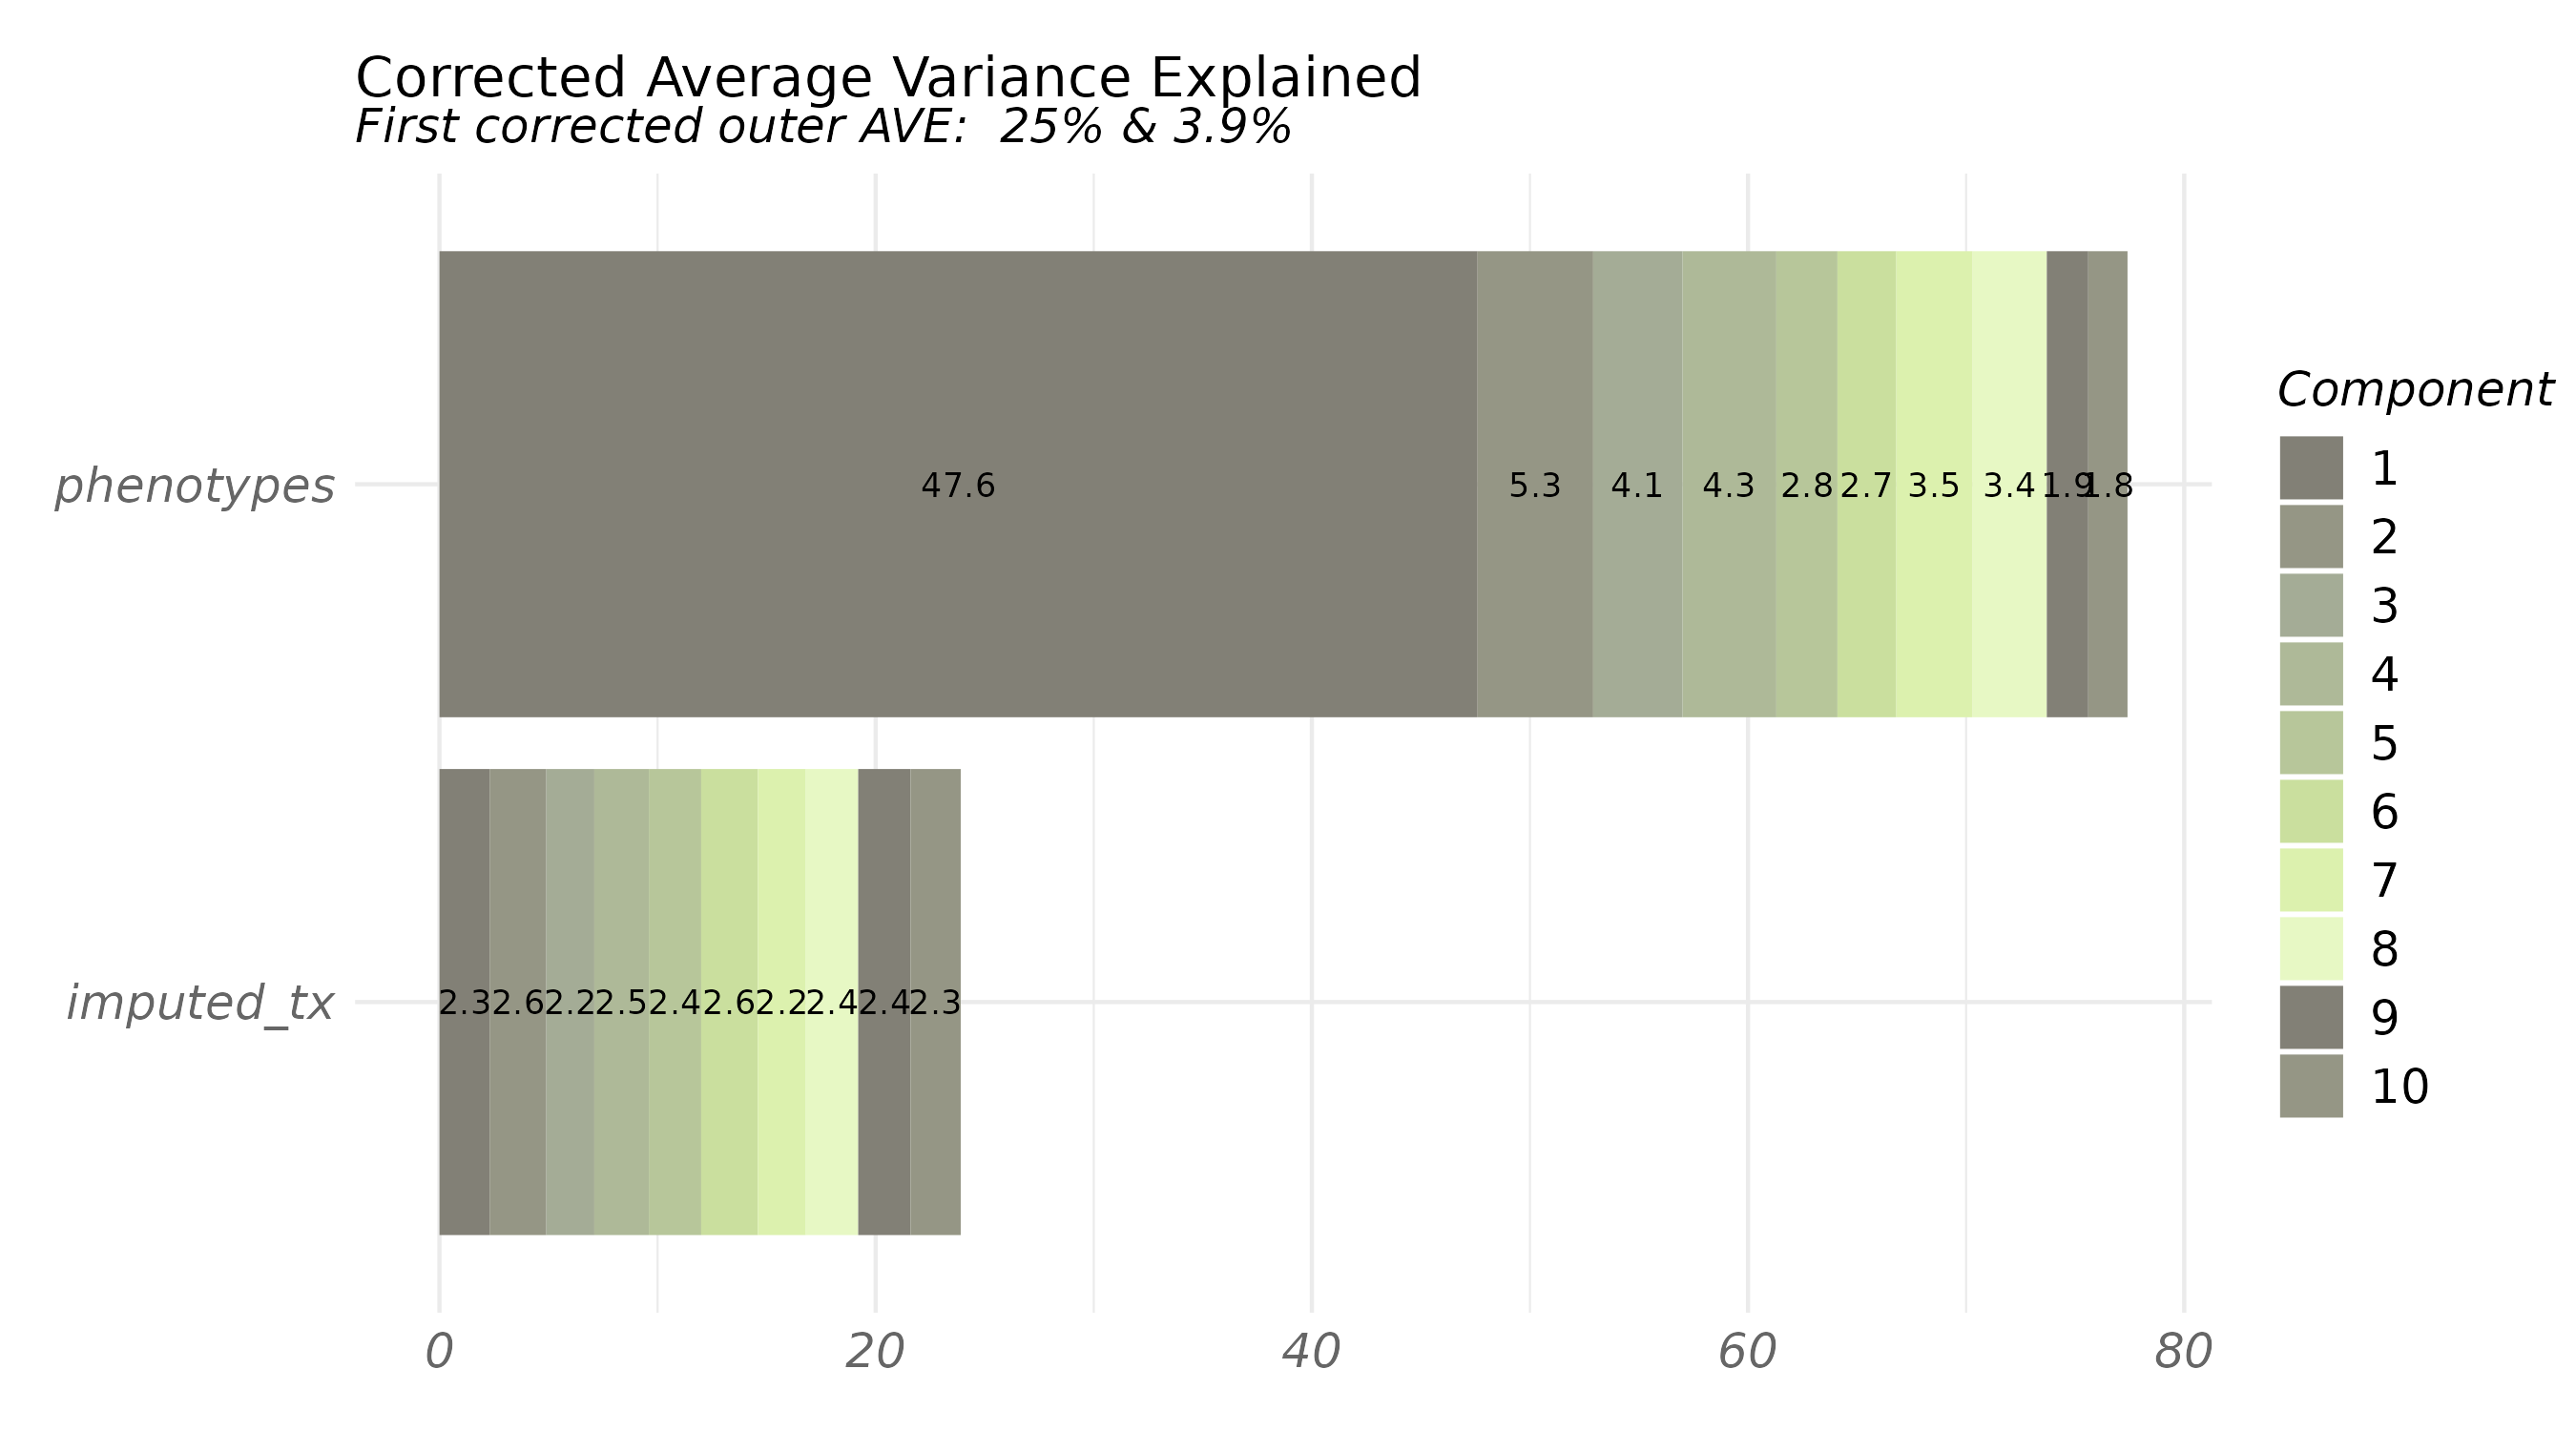 Corrected Average Variance Explained
First corrected outer AVE:  25% & 3.9%
phenotypes
47.6 5.3 4.1 4.3 2.8 2.7 3.5 3.4 1.9 1.8
imputed_tx
2.3 2.6 2.2 2.5 2.4 2.6 2.2 2.4 2.4 2.3
0 20 40 60 80
Component
1
2
3
4
5
6
7
8
9
10